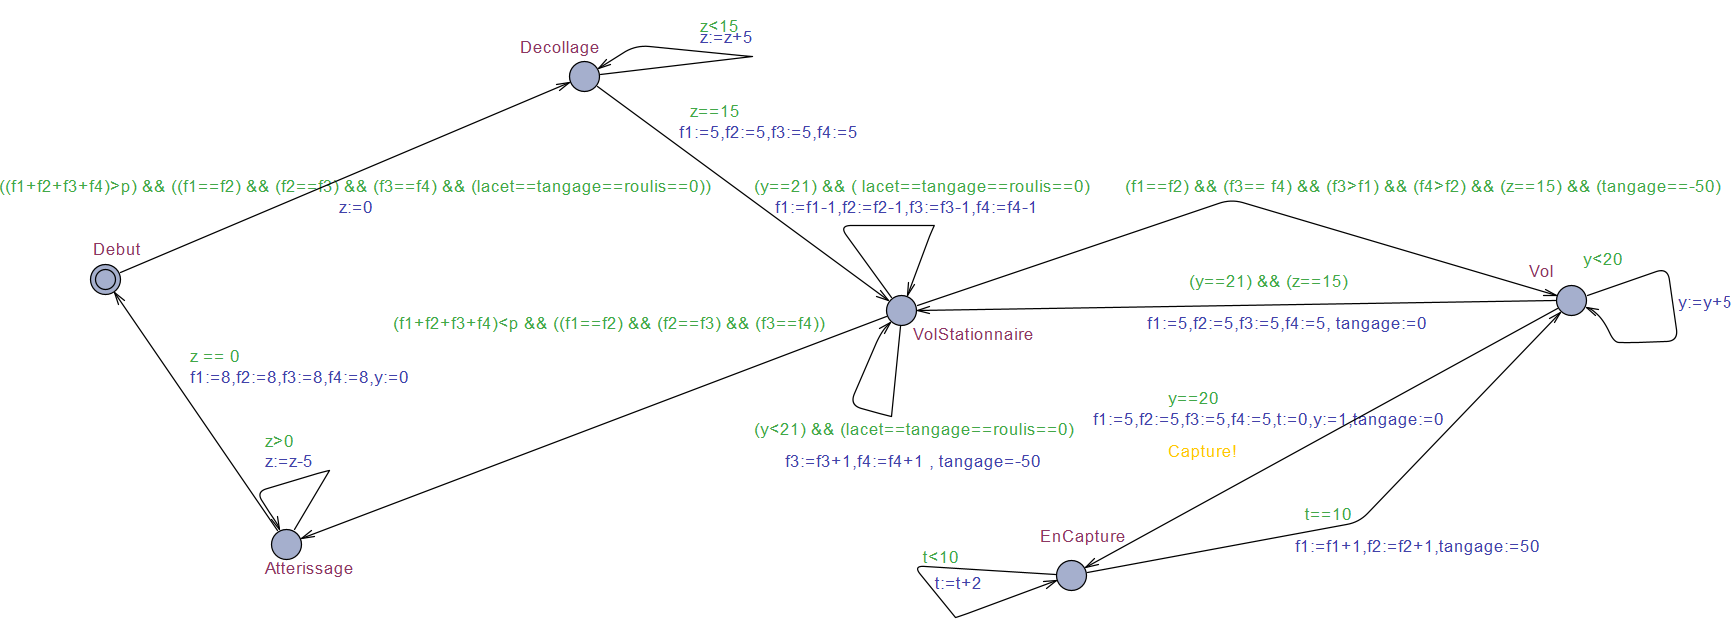 z<15
z:=z+5
Decollage
z==15
f1:=5,f2:=5,f3:=5,f4:=5
((f1+f2+f3+f4)>p) && ((f1==f2) && (f2==f3) && (f3==f4) && (lacet==tangage==roulis==0))
z:=0
(y==21) && ( lacet==tangage==roulis==0)
f1:=f1-1,f2:=f2-1,f3:=f3-1,f4:=f4-1
(f1==f2) && (f3== f4) && (f3>f1) && (f4>f2) && (z==15) && (tangage==-50)
Debut
y<20
Vol
y:=y+5
(y==21) && (z==15)
f1:=5,f2:=5,f3:=5,f4:=5, tangage:=0
(f1+f2+f3+f4)<p && ((f1==f2) && (f2==f3) && (f3==f4))
VolStationnaire
z == 0
f1:=8,f2:=8,f3:=8,f4:=8,y:=0
y==20
f1:=5,f2:=5,f3:=5,f4:=5,t:=0,y:=1,tangage:=0
Capture!
(y<21) && (lacet==tangage==roulis==0)
f3:=f3+1,f4:=f4+1 , tangage=-50
z>0
z:=z-5
t==10
f1:=f1+1,f2:=f2+1,tangage:=50
EnCapture
t<10
t:=t+2
Atterissage